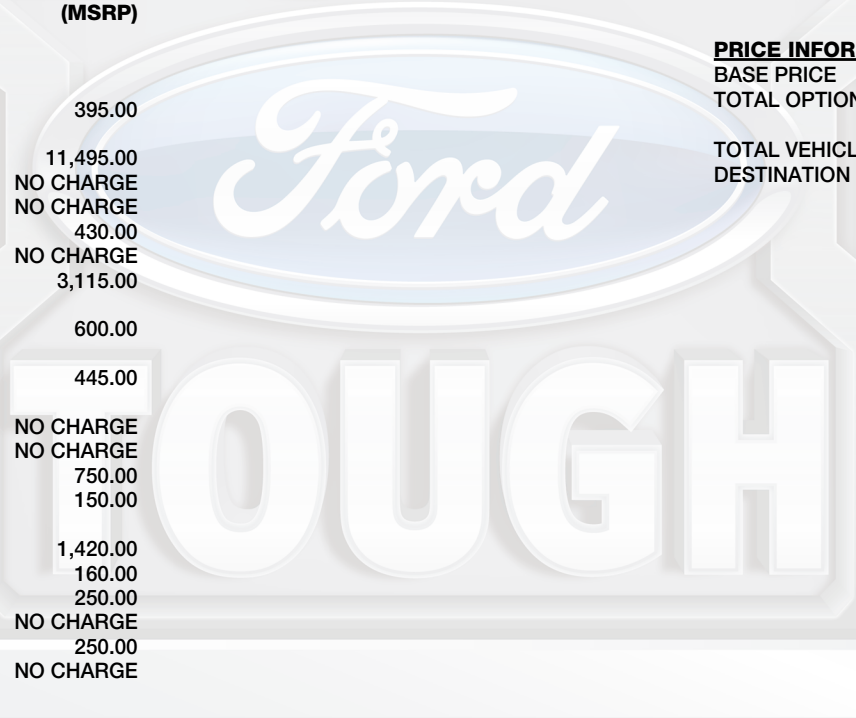 (MSRP)
395.00
11,495.00
NO CHARGE
NO CHARGE
430.00
NO CHARGE
3,115.00
600.00
445.00
NO CHARGE
NO CHARGE
750.00
150.00
1,420.00
160.00
250.00
NO CHARGE
250.00
NO CHARGE
PRICE INFOR
BASE PRICE
TOTAL OPTION
TOTAL VEHICL
DESTINATION
Ford
TOUGH